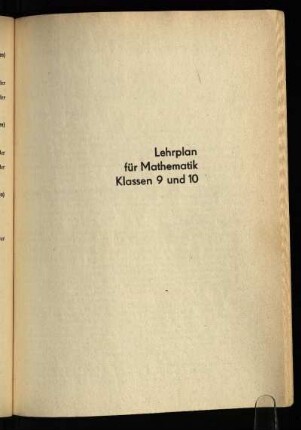 Lehrplan
für Mathematik
Klassen 9 und 10